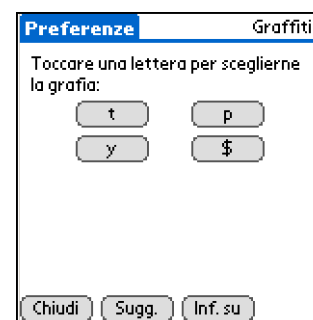 Preferenze Graffiti
Toccare una lettera per sceglierne
la grafia:
t p
y $
Chiudi Sugg. Inf. su